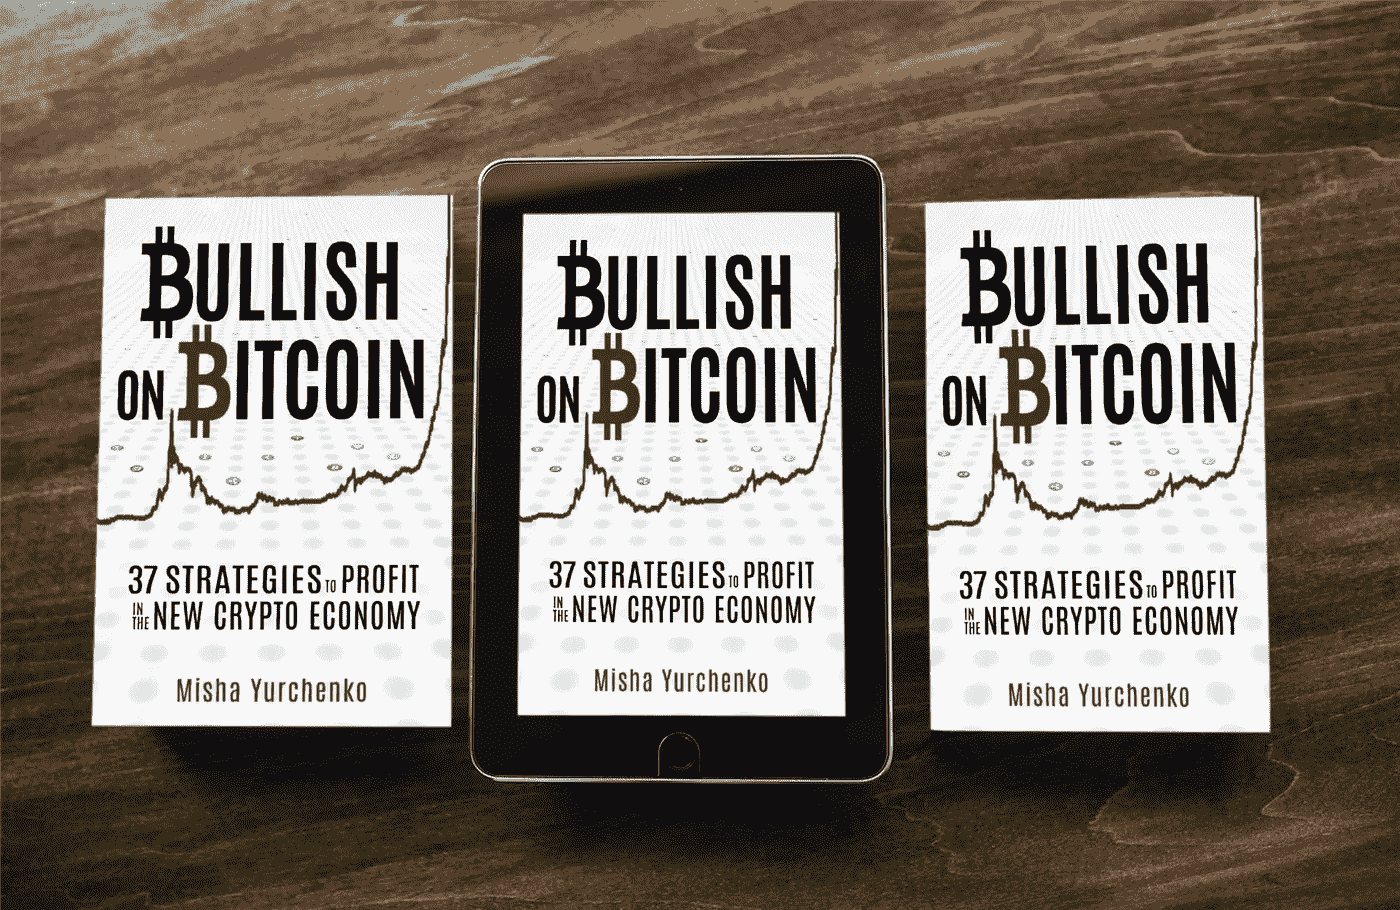 BULLISH
ON BITCOIN
37 STRATEGIES TO PROFIT
IN THE NEW CRYPTO ECONOMY
Misha Yurchenko
BULLISH
ON BITCOIN
37 STRATEGIES TO PROFIT
IN THE NEW CRYPTO ECONOMY
Misha Yurchenko
BULLISH
ON BITCOIN
37 STRATEGIES TO PROFIT
IN THE NEW CRYPTO ECONOMY
Misha Yurchenko